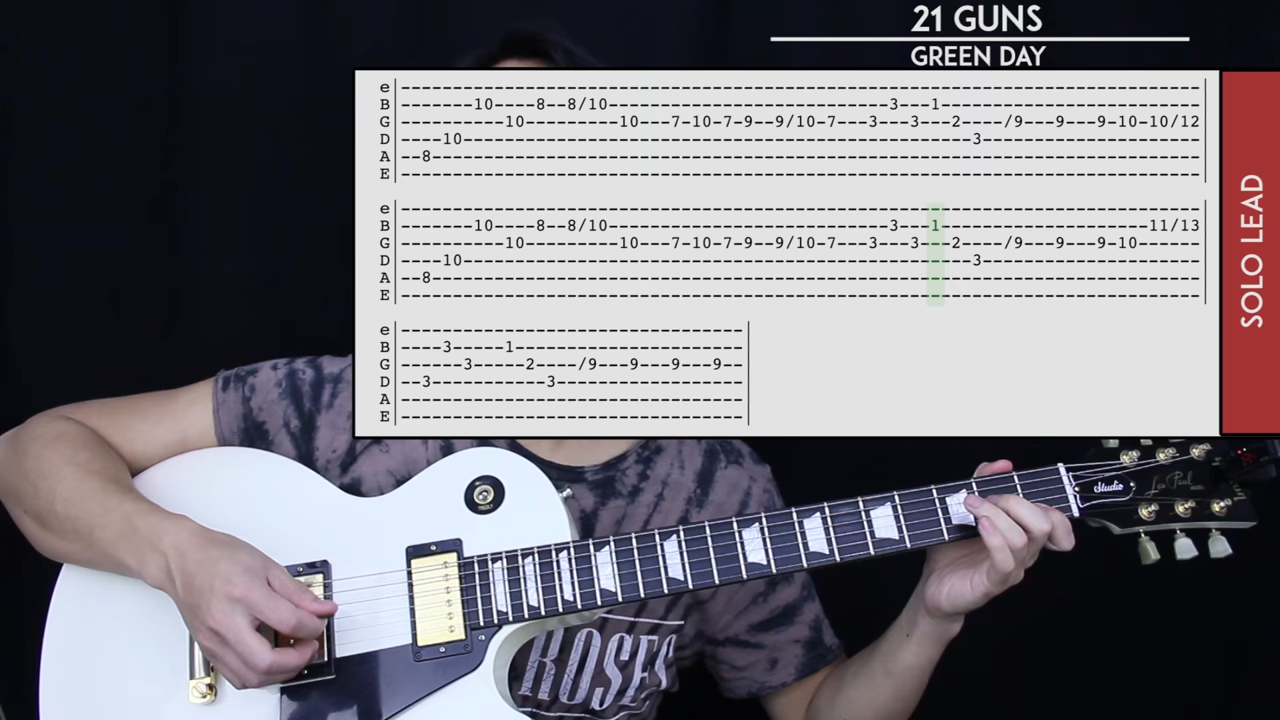 21 GUNS
GREEN DAY
e|-----------------------------------------------------------------------------|
B|-------10----8--8/10---------------------------3---1-------------------------|
G|----------10---------10---7-10-7-9--9/10-7---3---3---2----/9---9---9-10-10/12|
D|----10-------------------------------------------------3---------------------|
A|--8--------------------------------------------------------------------------|
E|-----------------------------------------------------------------------------|
e|-----------------------------------------------------------------------------|
B|-------10----8--8/10---------------------------3---1--------------------11/13|
G|----------10---------10---7-10-7-9--9/10-7---3---3---2----/9---9---9-10------|
D|----10-------------------------------------------------3---------------------|
A|--8--------------------------------------------------------------------------|
E|-----------------------------------------------------------------------------|
e|---------------------------------|
B|----3-----1----------------------|
G|------3-----2----/9---9---9---9--|
D|--3-----------3------------------|
A|---------------------------------|
E|---------------------------------|
SOLO LEAD
Studio
Les Paul
ROSES